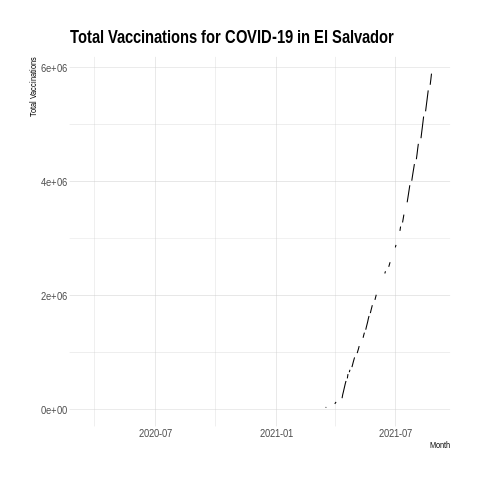 Total Vaccinations for COVID-19 in El Salvador
Total Vaccinations
6e+06
4e+06
2e+06
0e+00
2020-07 2021-01 2021-07
Month